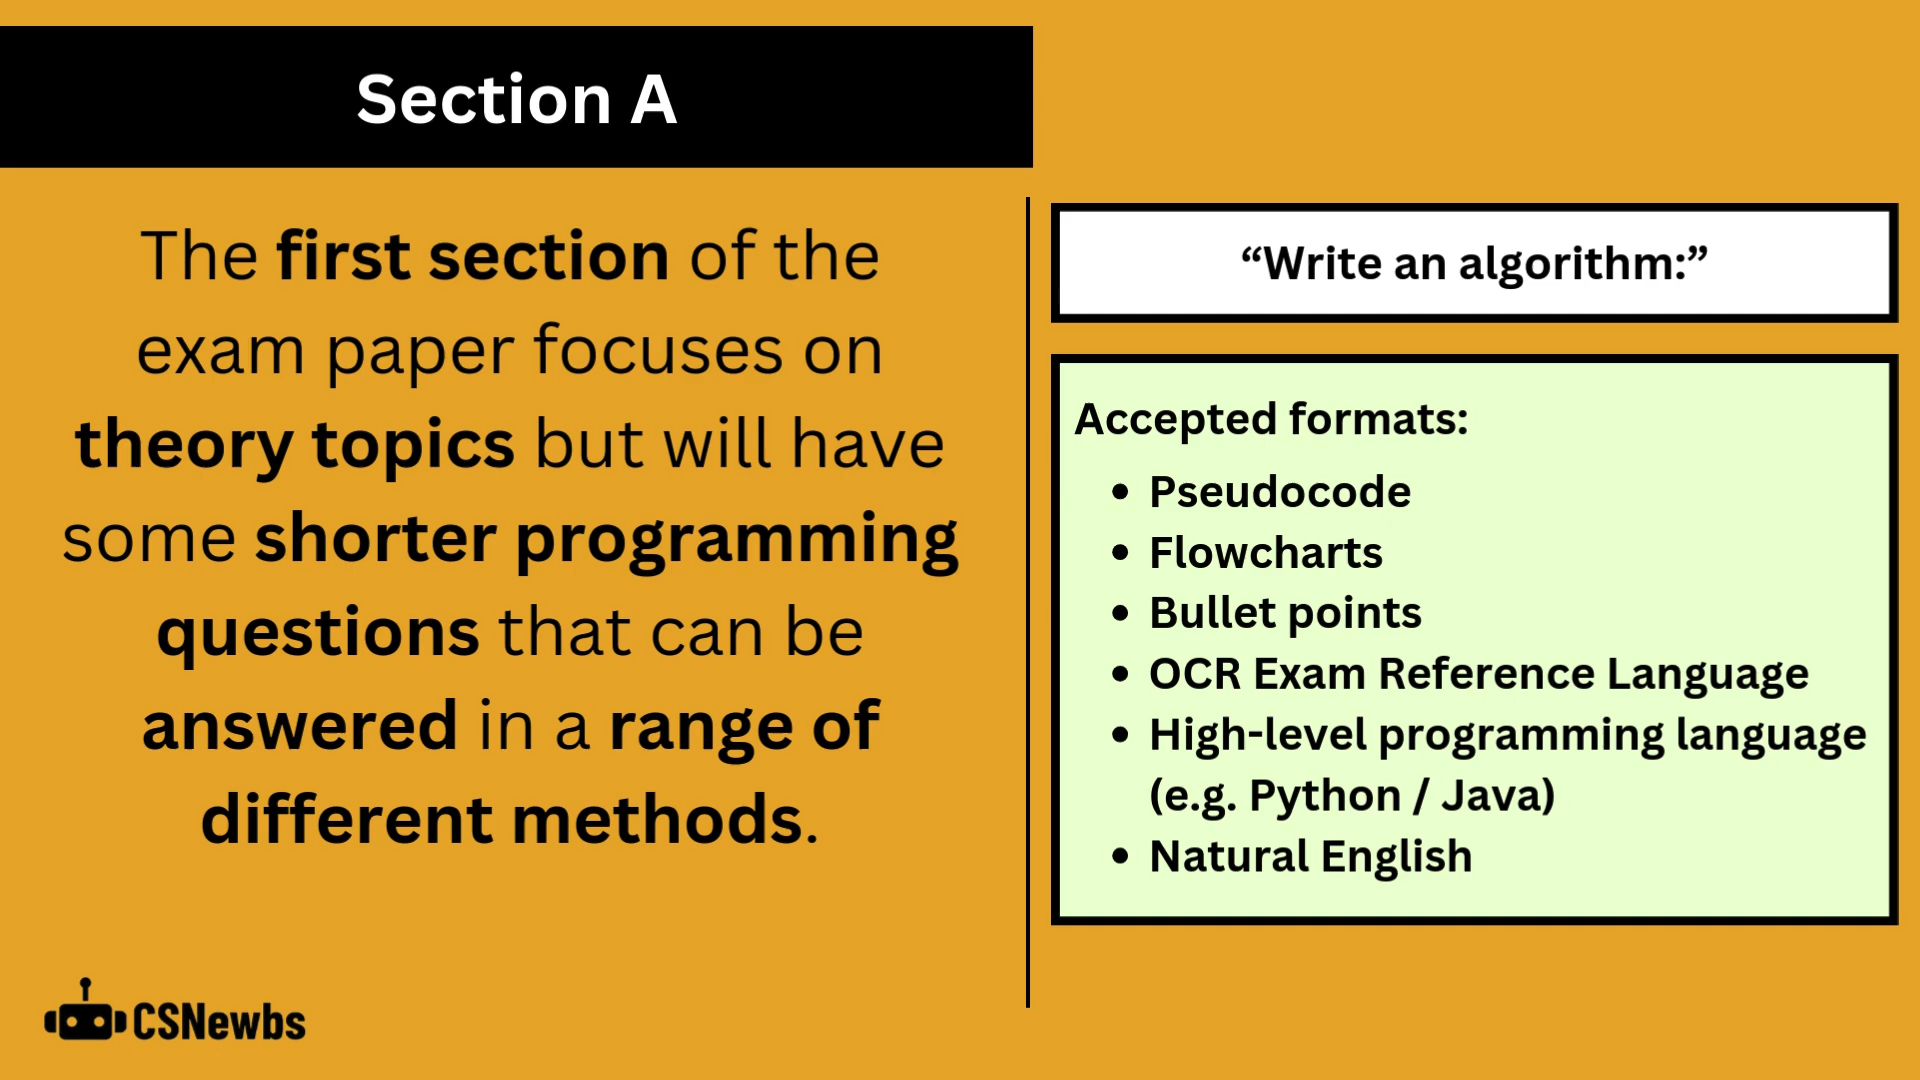 Section A
The first section of the
exam paper focuses on
theory topics but will have
some shorter programming
questions that can be
answered in a range of
different methods.
“Write an algorithm:”
Accepted formats:
• Pseudocode
• Flowcharts
• Bullet points
• OCR Exam Reference Language
• High-level programming language
(e.g. Python / Java)
• Natural English
CSNewbs